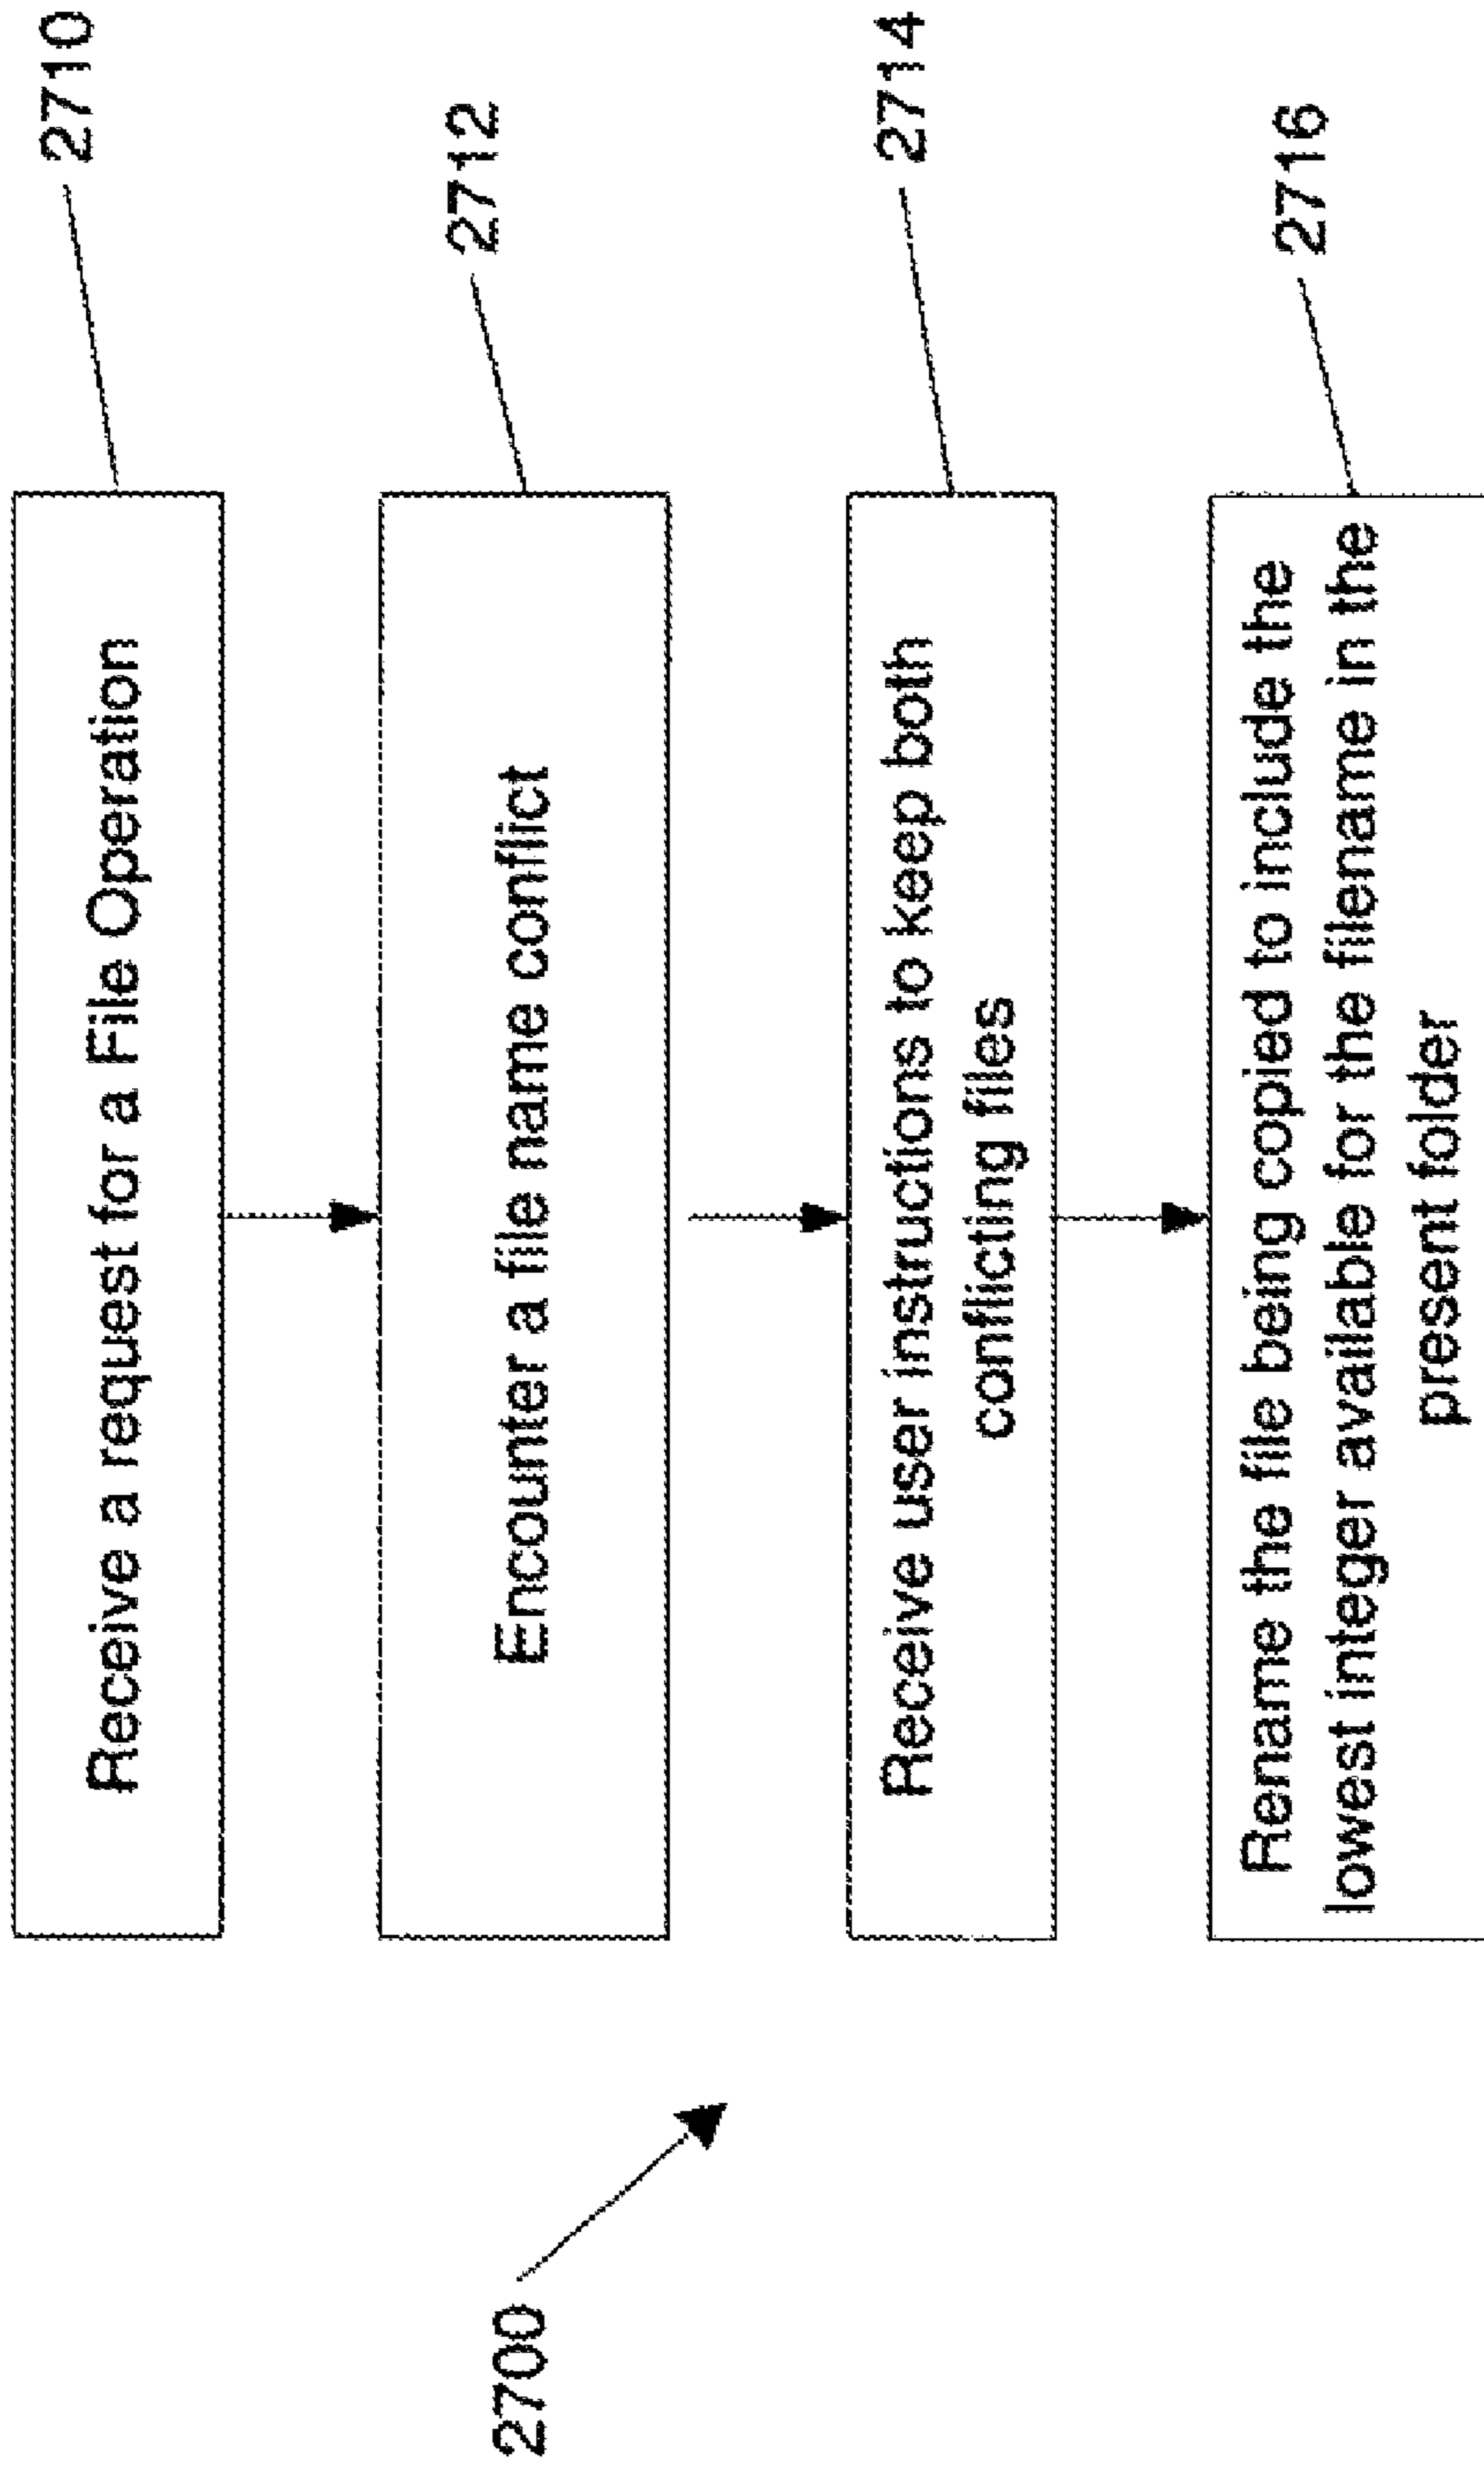 2700
Receive a request for a File Operation
2710
Encounter a file name conflict
2712
Receive user instructions to keep both
conflicting files
2714
Rename the file being copied to include the
lowest integer available for the filename in the
present folder
2716